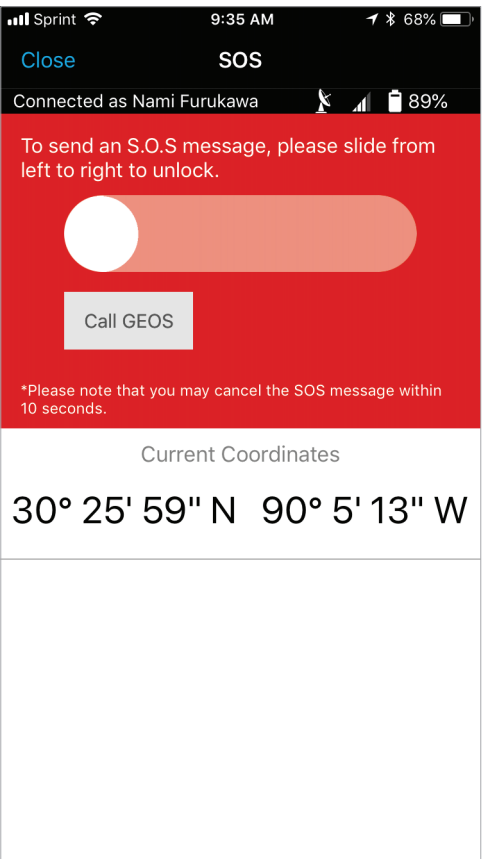 Sprint 9:35 AM 68%
Close SOS
Connected as Nami Furukawa 89%
To send an S.O.S message, please slide from
left to right to unlock.
Call GEOS
*Please note that you may cancel the SOS message within
10 seconds.
Current Coordinates
30° 25' 59" N 90° 5' 13" W